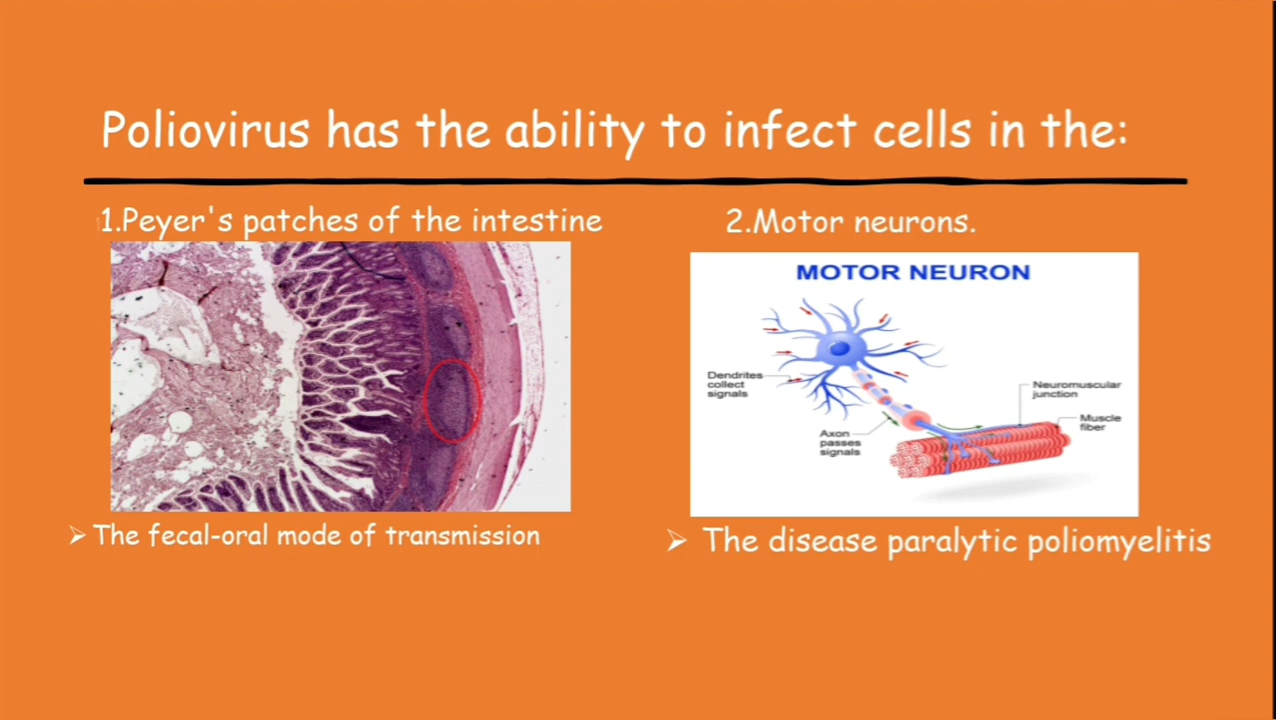 Poliovirus has the ability to infect cells in the:
1.Peyer's patches of the intestine
2.Motor neurons.
MOTOR NEURON
Dendrites
collect
signals
Axon
passes
signals
Neuromuscular
junction
Muscle
fiber
➢ The fecal-oral mode of transmission
➢ The disease paralytic poliomyelitis